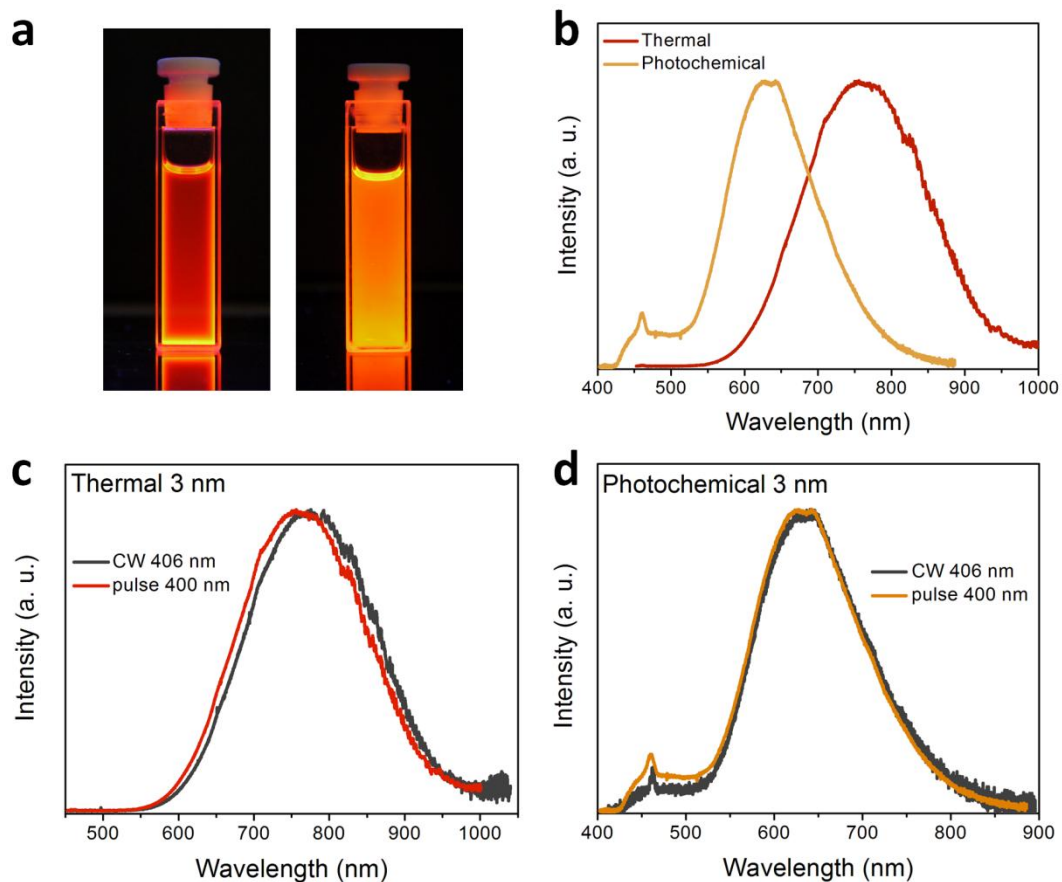 a
b
Thermal
Photochemical
Intensity (a. u.)
400 500 600 700 800 900 1000
Wavelength (nm)
c
Thermal 3 nm
CW 406 nm
pulse 400 nm
Intensity (a. u.)
500 600 700 800 900 1000
Wavelength (nm)
d
Photochemical 3 nm
CW 406 nm
pulse 400 nm
Intensity (a. u.)
400 500 600 700 800 900
Wavelength (nm)